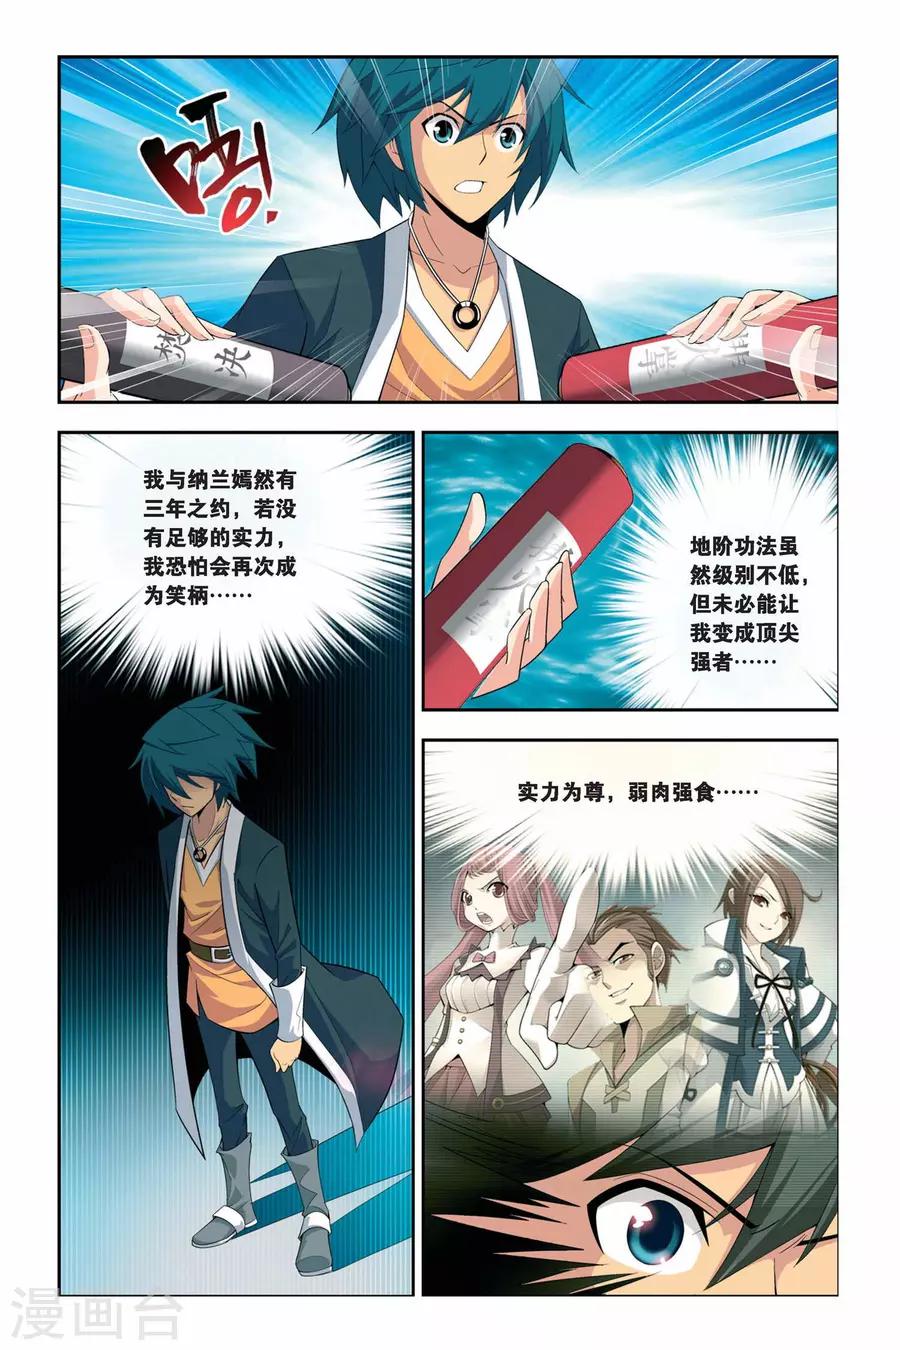 焚
决
我与纳兰嫣然有
三年之约，若没
有足够的实力，
我恐怕会再次成
为笑柄……
地阶功法虽
然级别不低，
但未必能让
我变成顶尖
强者……
实力为尊，弱肉强食……
漫画台